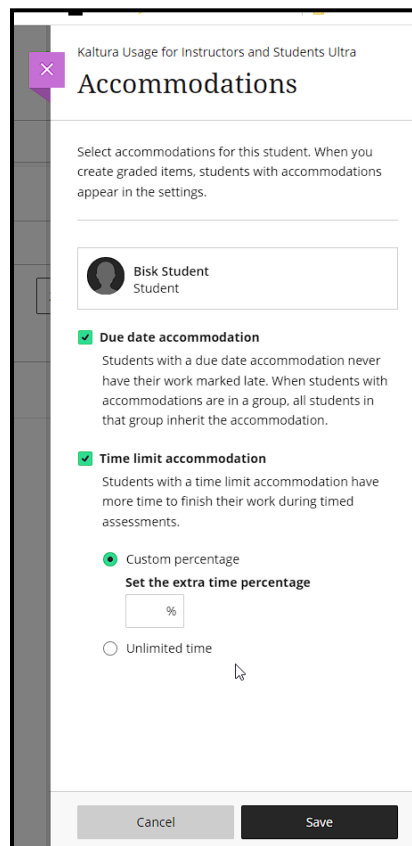 Kaltura Usage for Instructors and Students Ultra
Accommodations
Select accommodations for this student. When you
create graded items, students with accommodations
appear in the settings.
Bisk Student
Student
Due date accommodation
Students with a due date accommodation never
have their work marked late. When students with
accommodations are in a group, all students in
that group inherit the accommodation.
Time limit accommodation
Students with a time limit accommodation have
more time to finish their work during timed
assessments.
Custom percentage
Set the extra time percentage
%
Unlimited time
Cancel
Save